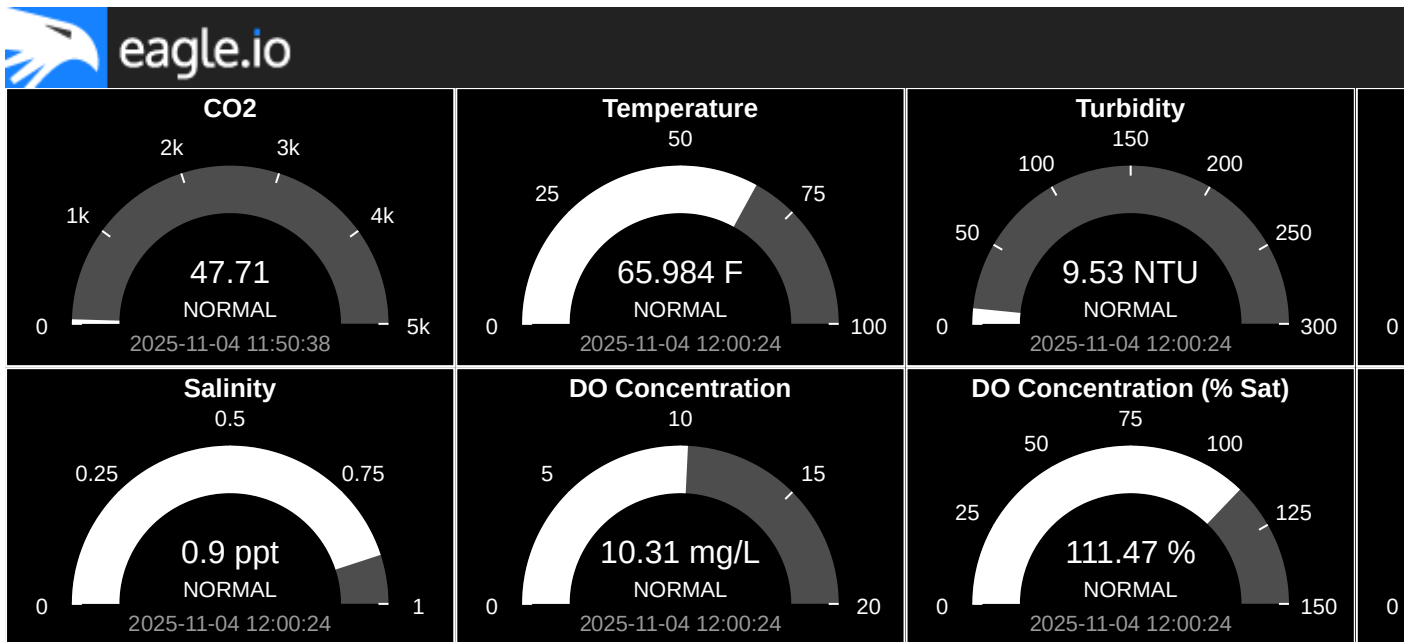 eagle.io
CO2
2k
3k
1k
4k
47.71
NORMAL
0
5k
2025-11-04 11:50:38
Temperature
50
25
75
65.984 F
NORMAL
0
100
2025-11-04 12:00:24
Turbidity
150
100
200
50
250
9.53 NTU
NORMAL
0
300
2025-11-04 12:00:24
0
Salinity
0.5
0.25
0.75
0.9 ppt
NORMAL
0
1
2025-11-04 12:00:24
DO Concentration
10
5
15
10.31 mg/L
NORMAL
0
20
2025-11-04 12:00:24
DO Concentration (% Sat)
75
50
100
25
125
111.47 %
NORMAL
0
150
2025-11-04 12:00:24
0